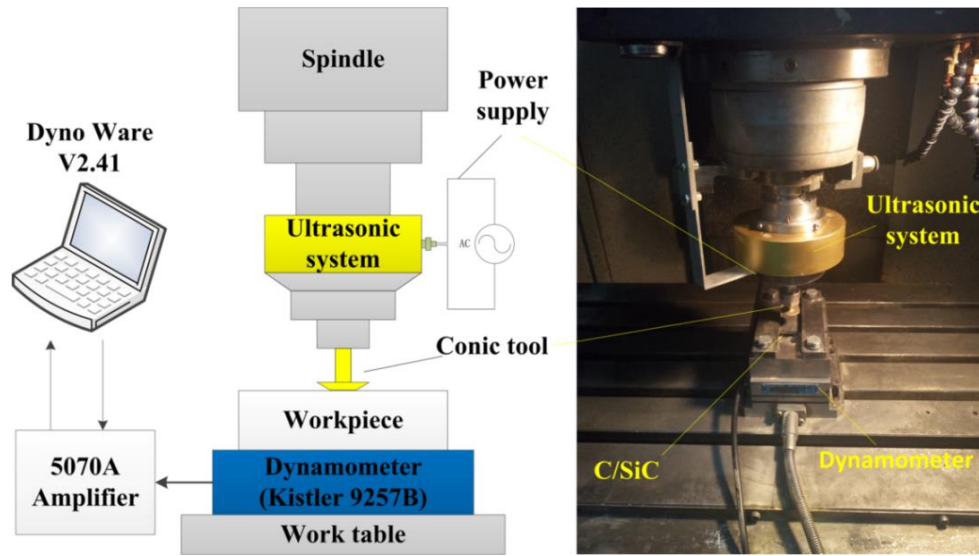 Spindle
Power
supply
Dyno Ware
V2.41
Ultrasonic
system
AC
Conic tool
Workpiece
5070A
Amplifier
Dynamometer
(Kistler 9257B)
Work table
Ultrasonic
system
C/SiC
Dynamometer